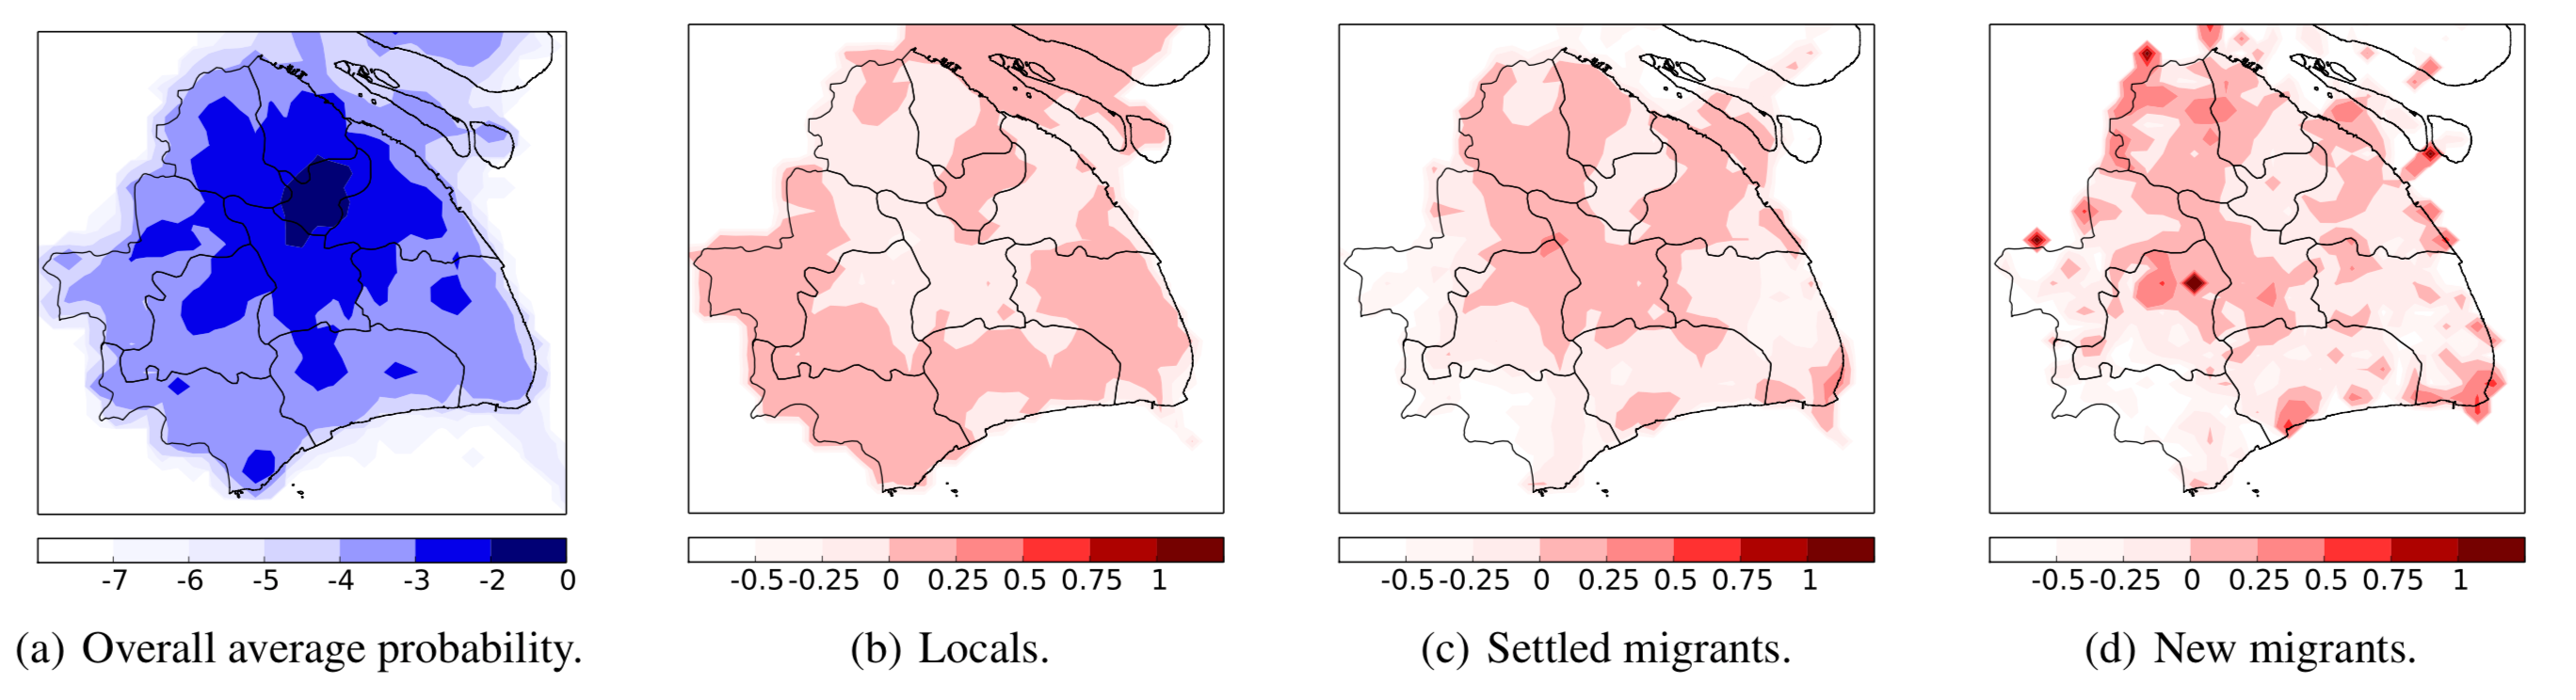 -7 -6 -5 -4 -3 -2 0
-0.5 -0.25 0 0.25 0.5 0.75 1
-0.5 -0.25 0 0.25 0.5 0.75 1
-0.5 -0.25 0 0.25 0.5 0.75 1
(a) Overall average probability.
(b) Locals.
(c) Settled migrants.
(d) New migrants.